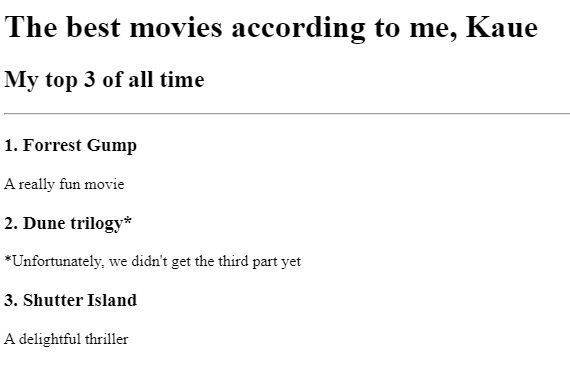 The best movies according to me, Kaue
My top 3 of all time
1. Forrest Gump
A really fun movie
2. Dune trilogy*
*Unfortunately, we didn't get the third part yet
3. Shutter Island
A delightful thriller